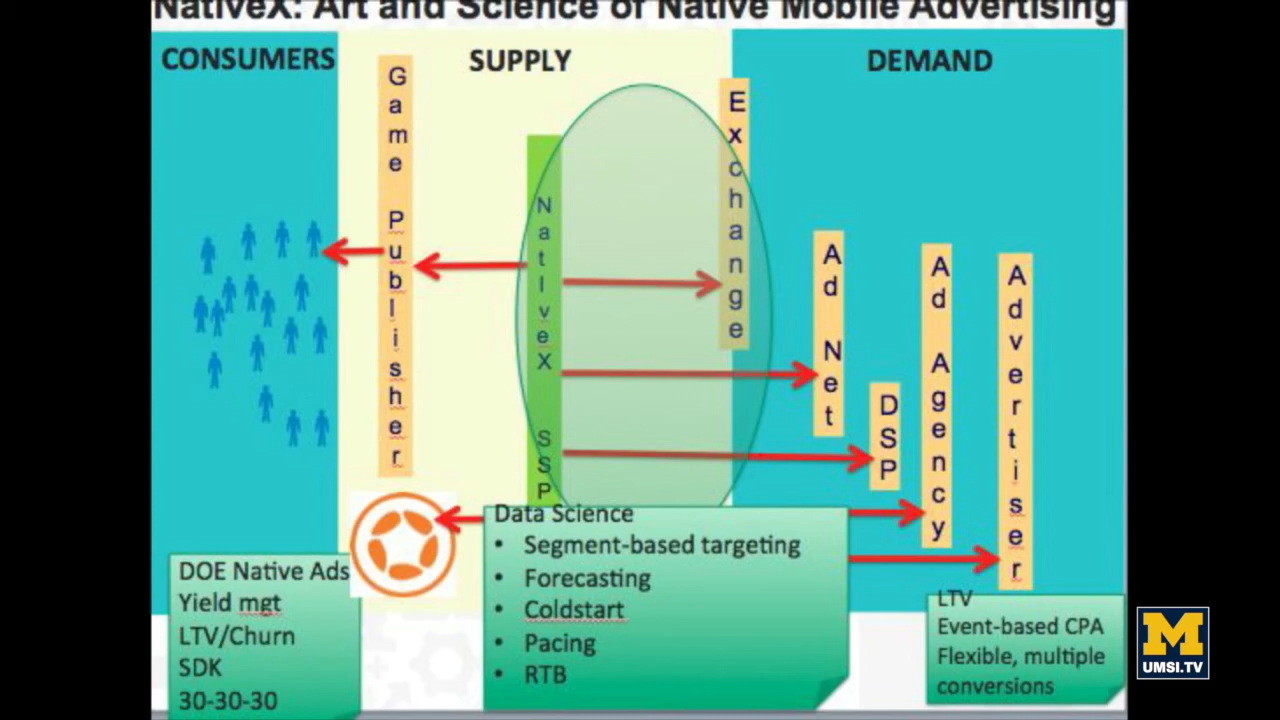 NativeX: Art and Science of Native Mobile Advertising
CONSUMERS
SUPPLY
DEMAND
Game Publisher
NatIveX SSP
Exchange
Ad Net
DSP
Ad Agency
Advertiser
DOE Native Ads
Yield mgt
LTV/Churn
SDK
30-30-30
Data Science
• Segment-based targeting
• Forecasting
• Coldstart
• Pacing
• RTB
LTV
Event-based CPA
Flexible, multiple
conversions
M
UMSI.TV